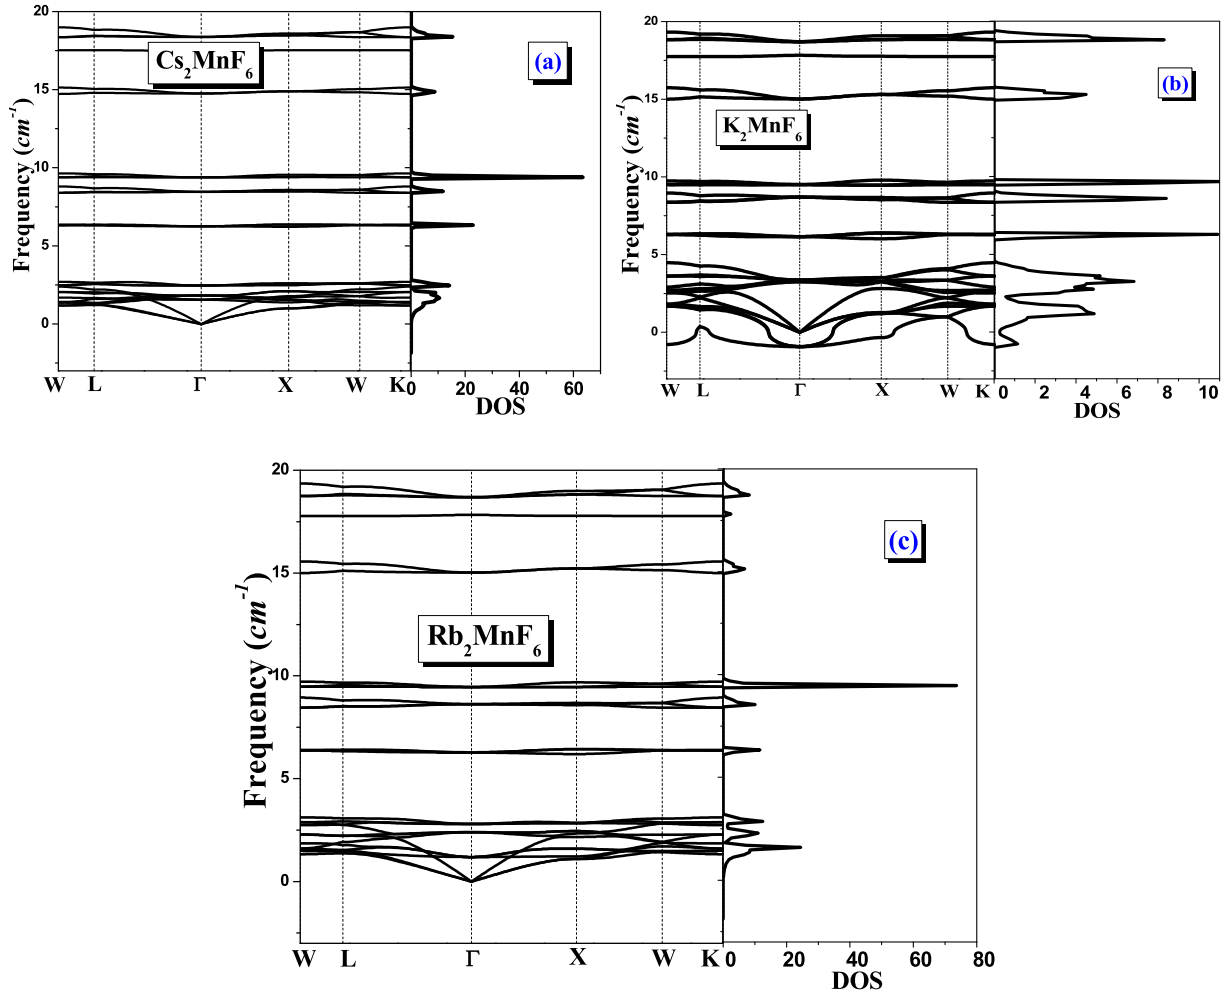 20
15
10
5
0
Frequency (cm⁻¹)
Cs₂MnF₆
(a)
W L Γ X W K
0 20 40 60
DOS
20
15
10
5
0
Frequency (cm⁻¹)
K₂MnF₆
(b)
W L Γ X W K
0 2 4 6 8 10
DOS
20
15
10
5
0
Frequency (cm⁻¹)
Rb₂MnF₆
(c)
W L Γ X W K
0 20 40 60 80
DOS